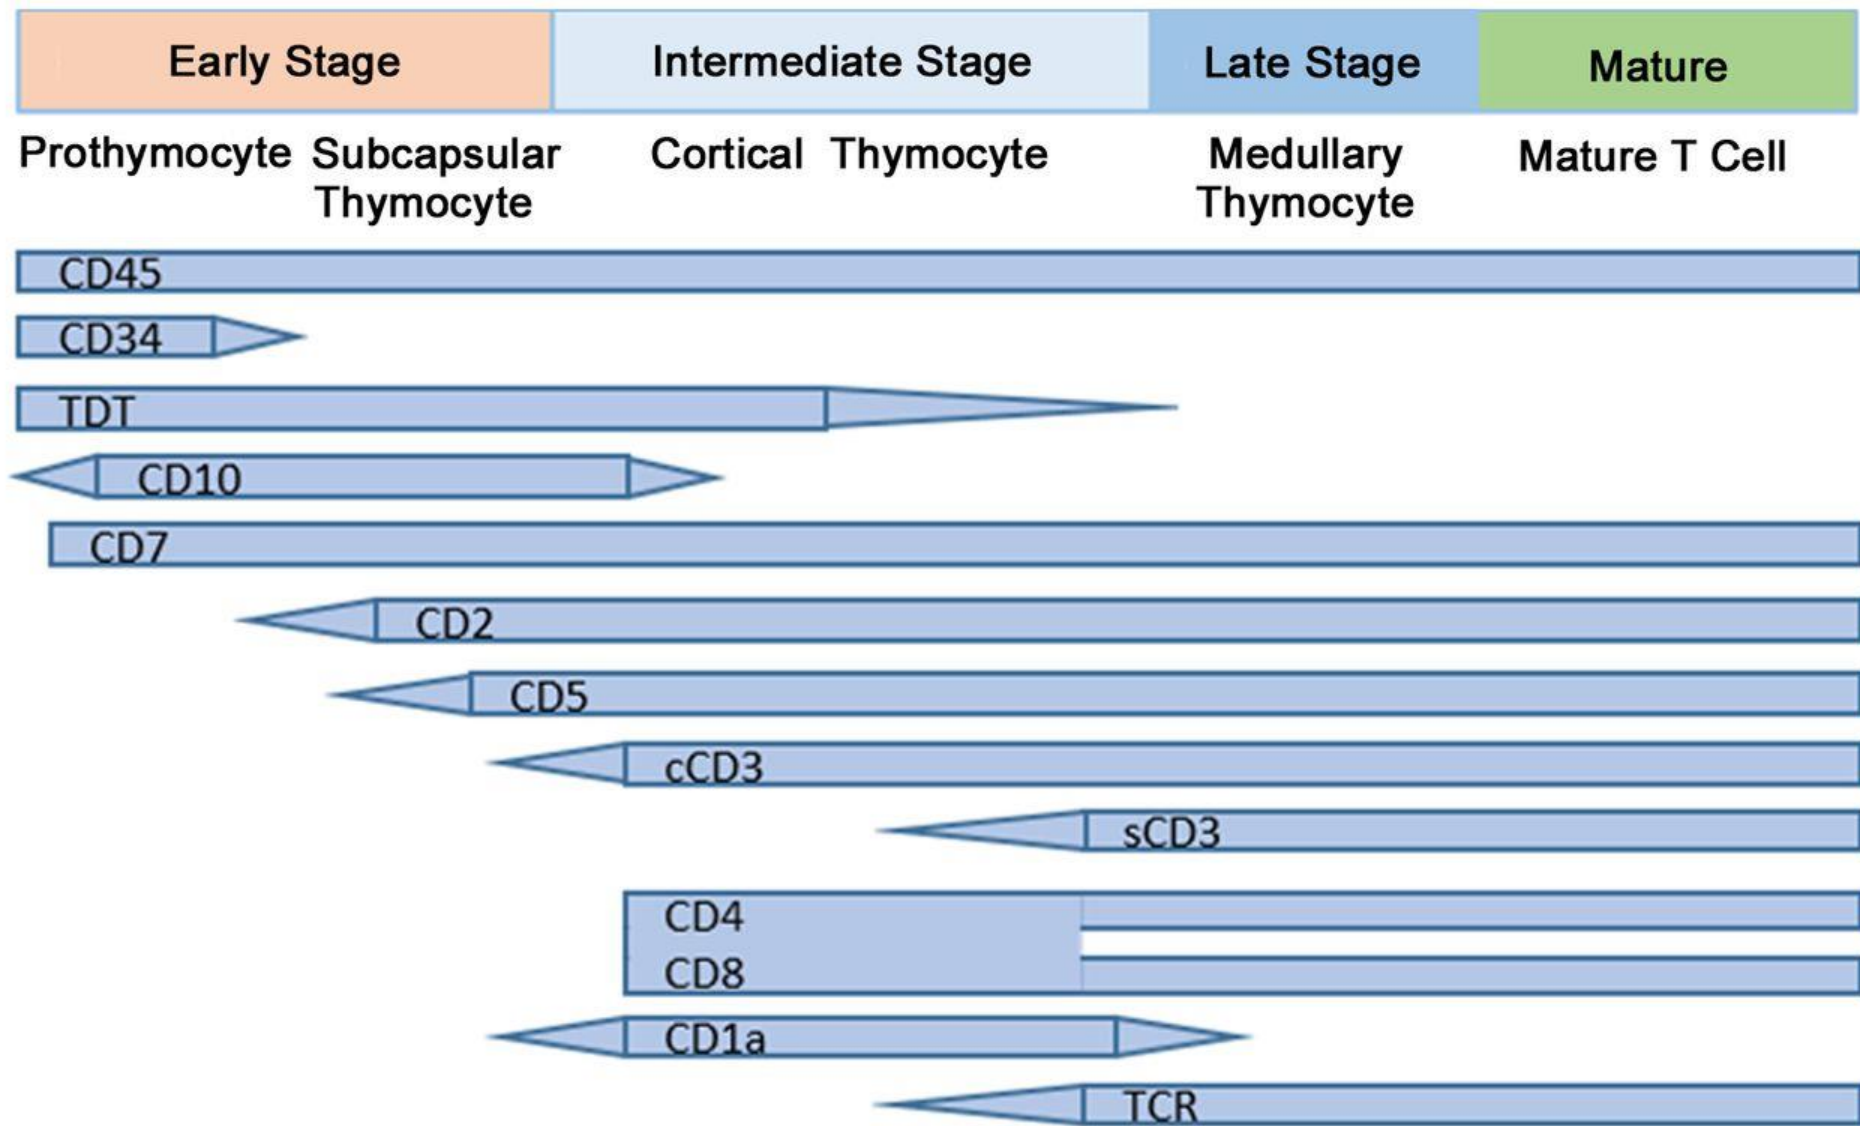 Early Stage
Intermediate Stage
Late Stage
Mature
Prothymocyte
Subcapsular
Thymocyte
Cortical Thymocyte
Medullary
Thymocyte
Mature T Cell
CD45
CD34
TDT
CD10
CD7
CD2
CD5
cCD3
sCD3
CD4
CD8
CD1a
TCR